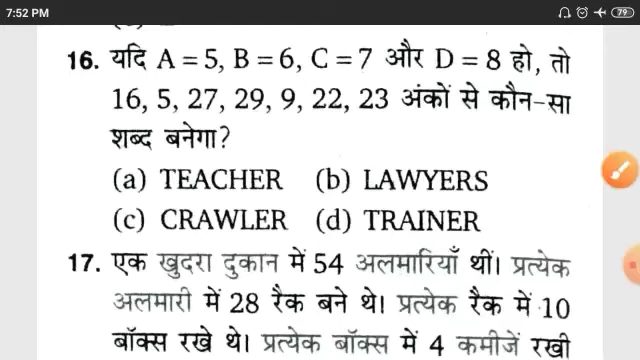 7:52 PM
79
16. यदि A = 5, B = 6, C = 7 और D = 8 हो, तो
16, 5, 27, 29, 9, 22, 23 अंकों से कौन-सा
शब्द बनेगा?
(a) TEACHER (b) LAWYERS
(c) CRAWLER (d) TRAINER
17. एक खुदरा दुकान में 54 अलमारियाँ थीं। प्रत्येक
अलमारी में 28 रैक बने थे। प्रत्येक रैक में 10
बॉक्स रखे थे। प्रत्येक बॉक्स में 4 कमीजें रखी